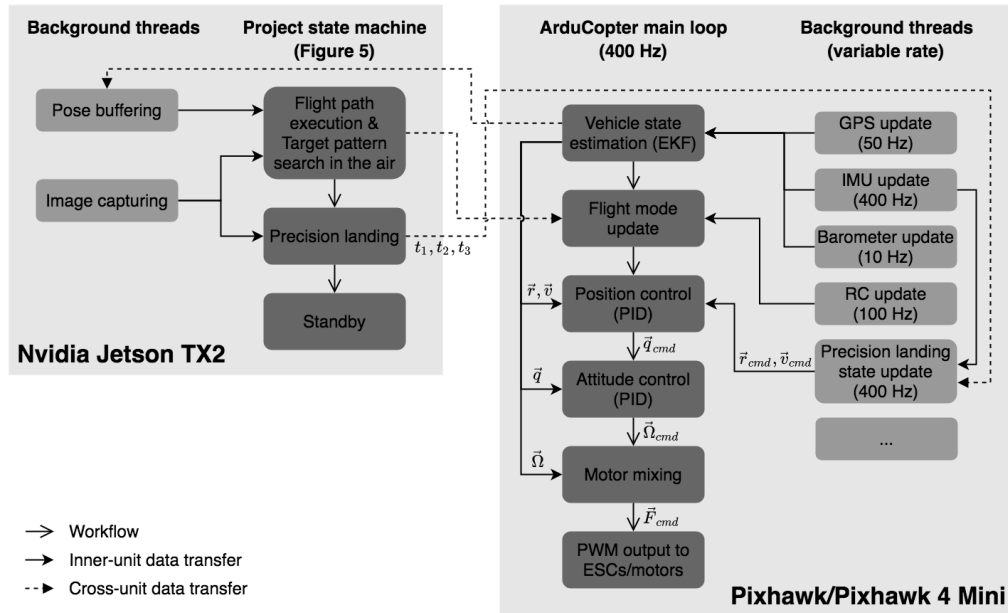 Background threads
Project state machine
(Figure 5)
Pose buffering
Flight path
execution &
Target pattern
search in the air
Image capturing
Precision landing
t₁, t₂, t₃
Standby
Nvidia Jetson TX2
Workflow
Inner-unit data transfer
Cross-unit data transfer
ArduCopter main loop
(400 Hz)
Background threads
(variable rate)
Vehicle state
estimation (EKF)
Flight mode
update
r⃗, v⃗
Position control
(PID)
q⃗cmd
q⃗
Attitude control
(PID)
Ω⃗cmd
Ω⃗
Motor mixing
F⃗cmd
PWM output to
ESCs/motors
GPS update
(50 Hz)
IMU update
(400 Hz)
Barometer update
(10 Hz)
RC update
(100 Hz)
r⃗cmd, v⃗cmd
Precision landing
state update
(400 Hz)
...
Pixhawk/Pixhawk 4 Mini